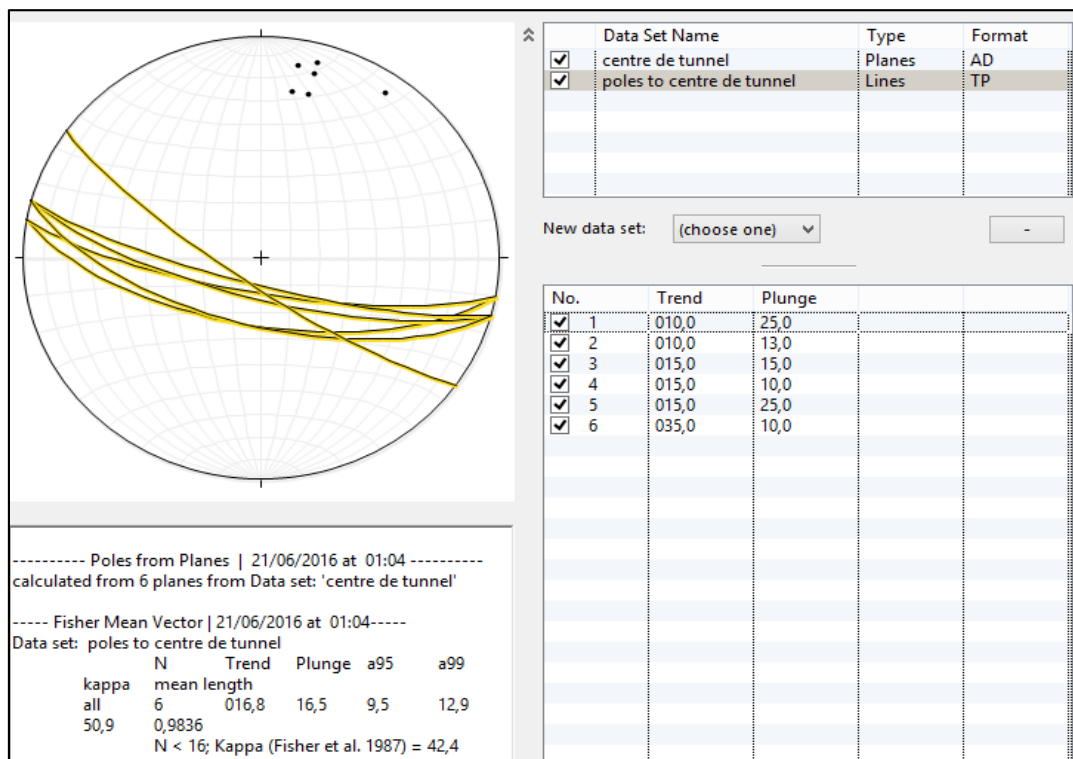 Data Set Name Type Format
centre de tunnel Planes AD
poles to centre de tunnel Lines TP
New data set: (choose one) -
No. Trend Plunge
1 010,0 25,0
2 010,0 13,0
3 015,0 15,0
4 015,0 10,0
5 015,0 25,0
6 035,0 10,0
---------- Poles from Planes | 21/06/2016 at 01:04 ----------
calculated from 6 planes from Data set: 'centre de tunnel'
----- Fisher Mean Vector | 21/06/2016 at 01:04-----
Data set: poles to centre de tunnel
N Trend Plunge a95 a99
kappa mean length
all 6 016,8 16,5 9,5 12,9
50,9 0,9836
N < 16; Kappa (Fisher et al. 1987) = 42,4